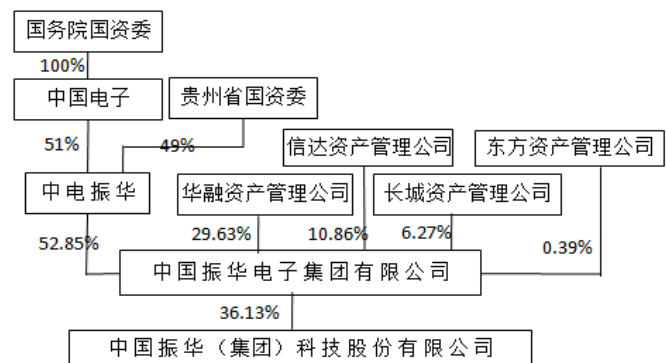 国务院国资委
100%
中国电子
贵州省国资委
51%
49%
信达资产管理公司
东方资产管理公司
中电振华
华融资产管理公司
长城资产管理公司
52.85%
29.63%
10.86%
6.27%
0.39%
中国振华电子集团有限公司
36.13%
中国振华（集团）科技股份有限公司